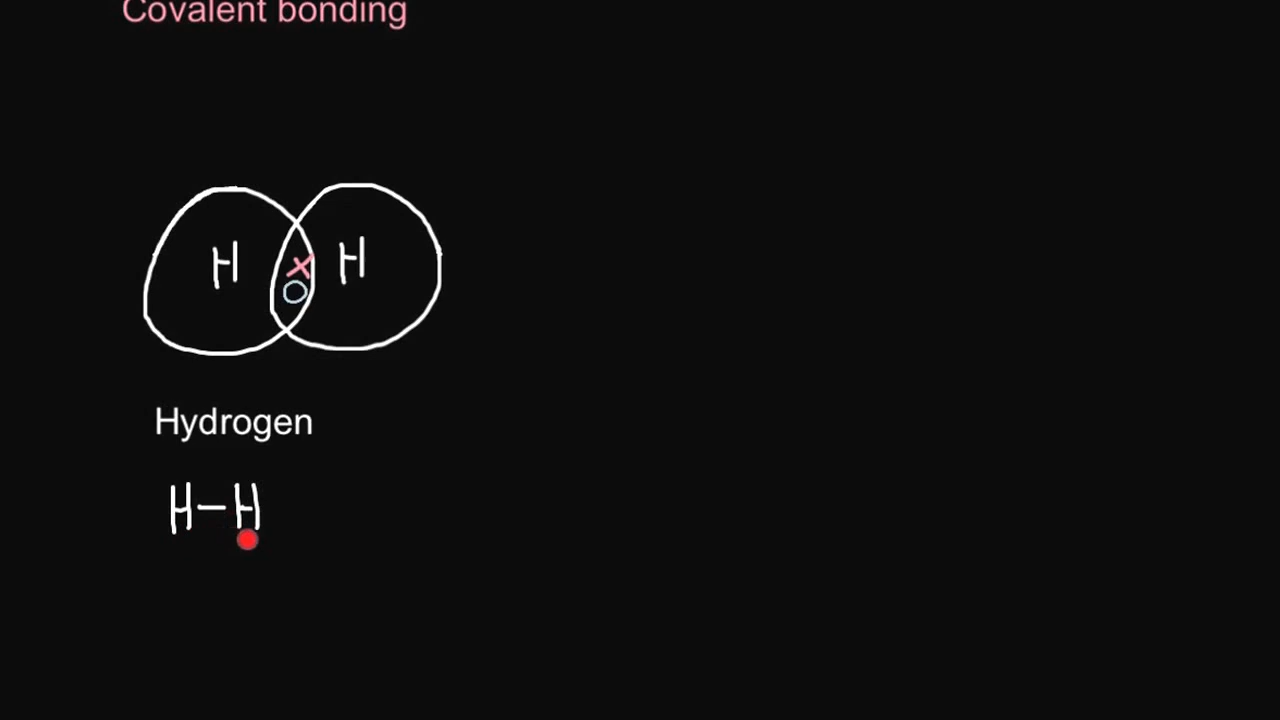 Covalent bonding
H H
x
o
Hydrogen
H-H